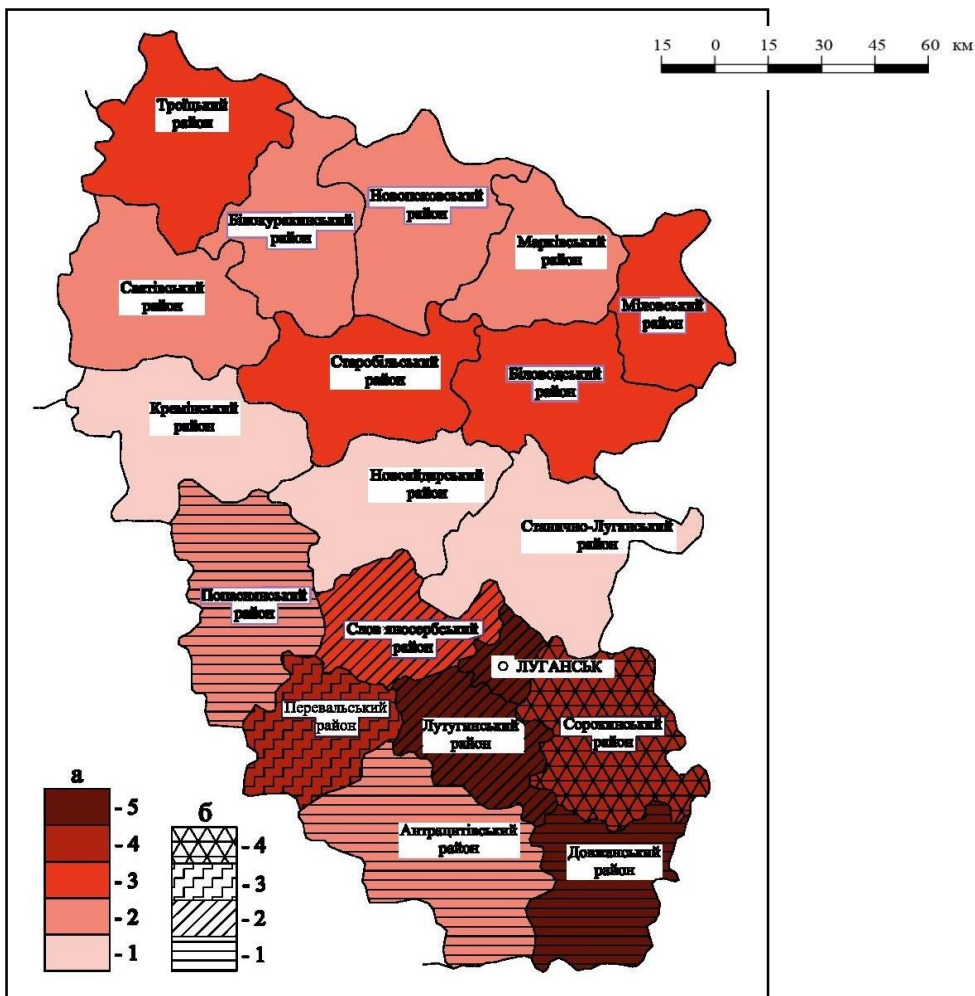 15 0 15 30 45 60 км
Троїцький
район
Білокуракинський
район
Новопсковський
район
Марківський
район
Сватівський
район
Міловський
район
Старобільський
район
Біловодський
район
Кремінський
район
Новоайдарський
район
Станично-Луганський
район
Попаснянський
район
Слов яносербський
район
ЛУГАНСЬК
Перевальський
район
Лутугинський
район
Сорокинський
район
Антрацитівський
район
Довжанський
район
а
- 5
- 4
- 3
- 2
- 1
б
- 4
- 3
- 2
- 1